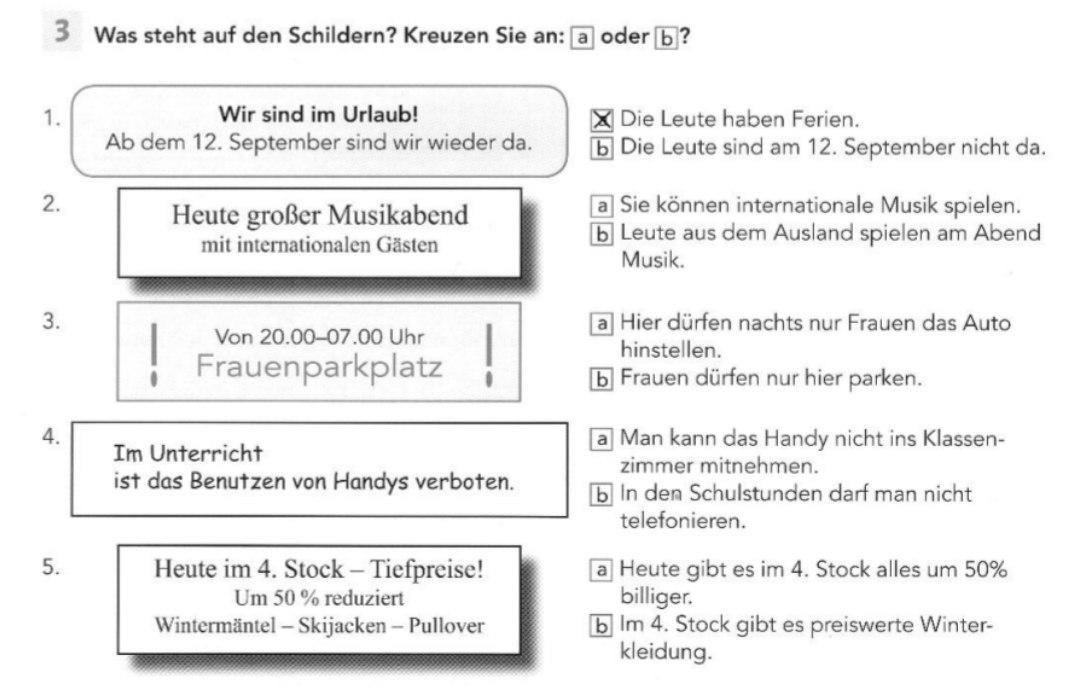 3 Was steht auf den Schildern? Kreuzen Sie an: a oder b?
1. Wir sind im Urlaub!
Ab dem 12. September sind wir wieder da.
a Die Leute haben Ferien.
b Die Leute sind am 12. September nicht da.
2. Heute großer Musikabend
mit internationalen Gästen
a Sie können internationale Musik spielen.
b Leute aus dem Ausland spielen am Abend
Musik.
3. ! Von 20.00–07.00 Uhr !
Frauenparkplatz
a Hier dürfen nachts nur Frauen das Auto
hinstellen.
b Frauen dürfen nur hier parken.
4. Im Unterricht
ist das Benutzen von Handys verboten.
a Man kann das Handy nicht ins Klassen-
zimmer mitnehmen.
b In den Schulstunden darf man nicht
telefonieren.
5. Heute im 4. Stock – Tiefpreise!
Um 50 % reduziert
Wintermäntel – Skijacken – Pullover
a Heute gibt es im 4. Stock alles um 50%
billiger.
b Im 4. Stock gibt es preiswerte Winter-
kleidung.